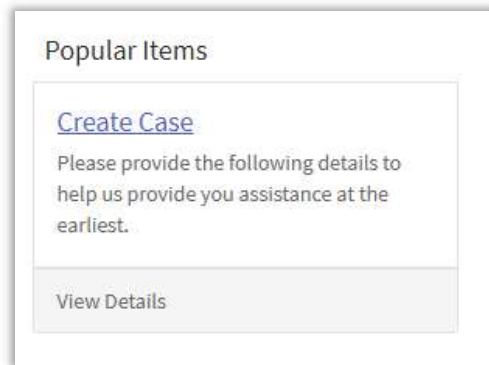 Popular Items
Create Case
Please provide the following details to
help us provide you assistance at the
earliest.
View Details